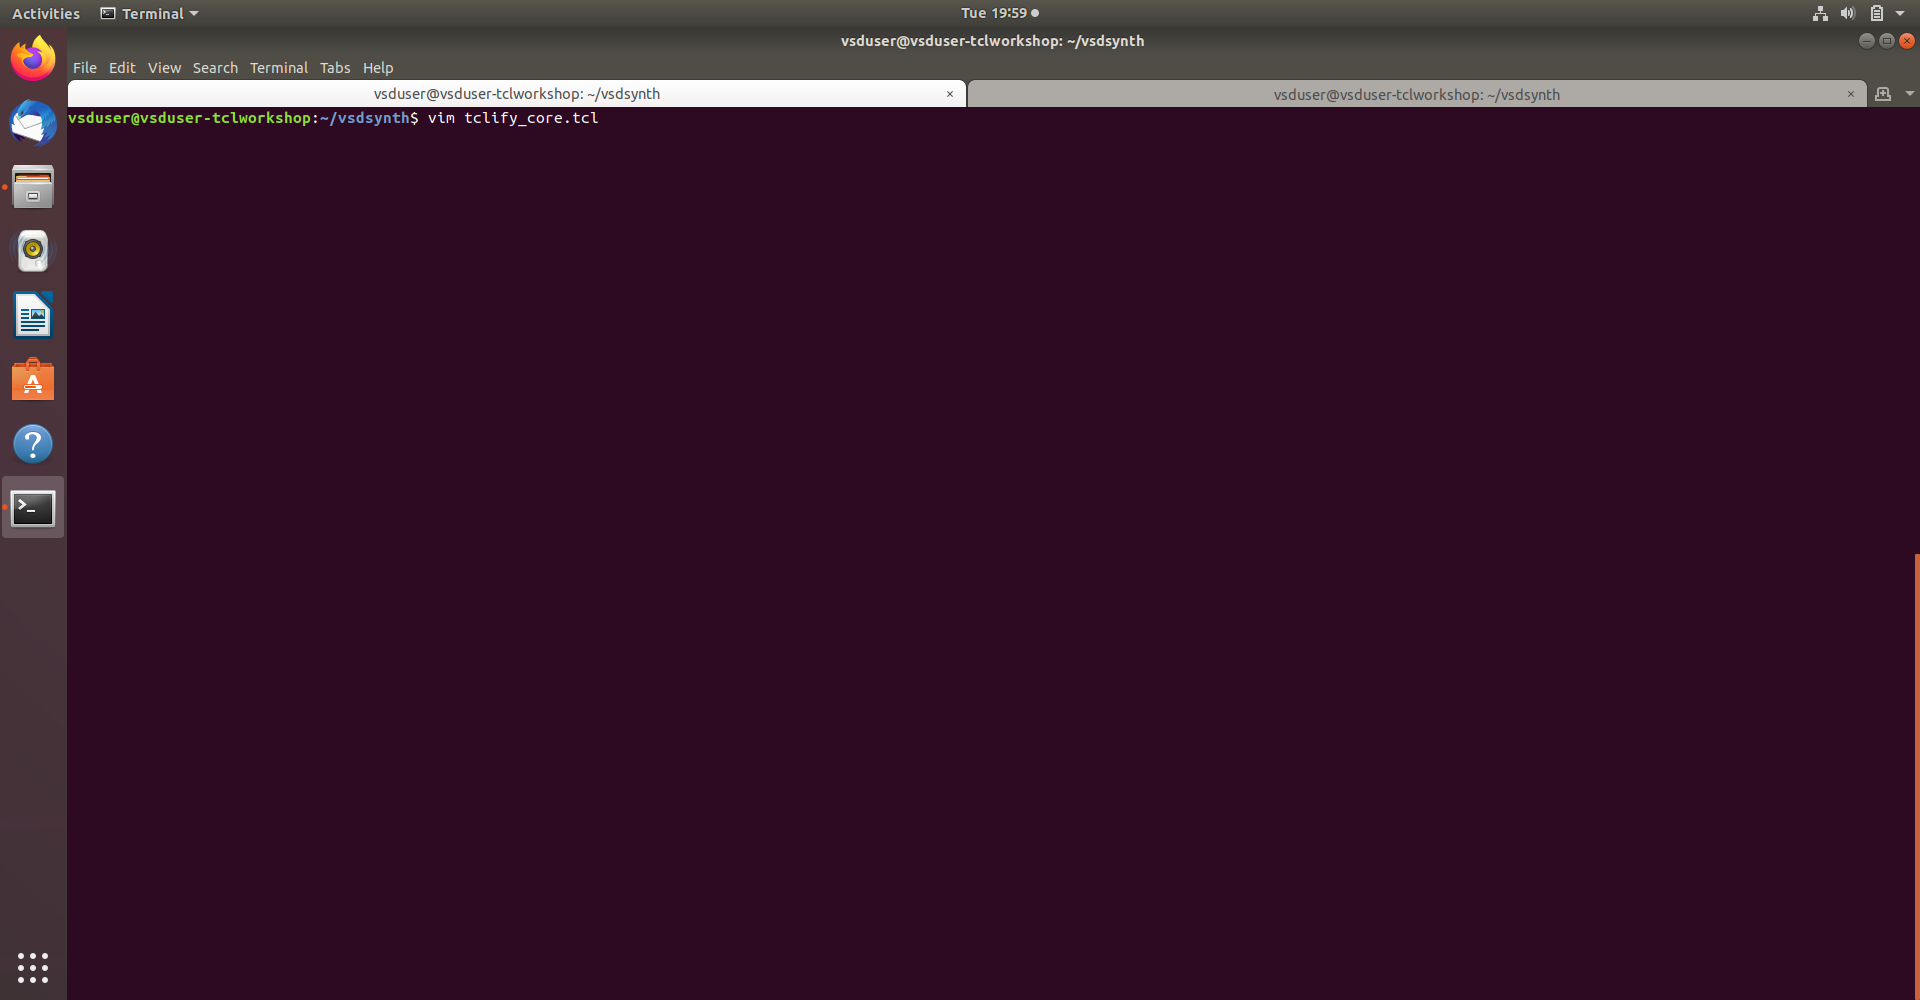 Activities Terminal Tue 19:59
vsduser@vsduser-tclworkshop: ~/vsdsynth
File Edit View Search Terminal Tabs Help
vsduser@vsduser-tclworkshop: ~/vsdsynth × vsduser@vsduser-tclworkshop: ~/vsdsynth ×
vsduser@vsduser-tclworkshop:~/vsdsynth$ vim tclify_core.tcl